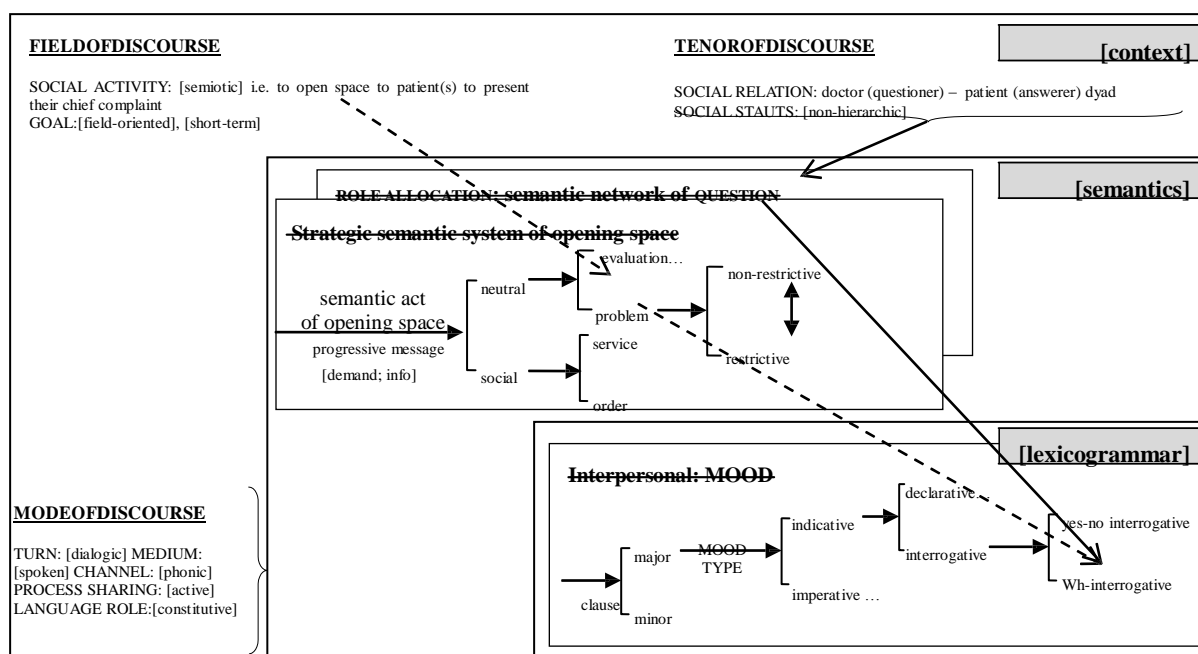 FIELDOFDISCOURSE
TENOROFDISCOURSE
[context]
SOCIAL ACTIVITY: [semiotic] i.e. to open space to patient(s) to present
their chief complaint
GOAL:[field-oriented], [short-term]
SOCIAL RELATION: doctor (questioner) – patient (answerer) dyad
SOCIAL STAUTS: [non-hierarchic]
[semantics]
ROLE ALLOCATION: semantic network of QUESTION
Strategic semantic system of opening space
evaluation…
non-restrictive
neutral
semantic act
of opening space
problem
progressive message
service
restrictive
[demand; info]
social
order
[lexicogrammar]
Interpersonal: MOOD
declarative…
MODEOFDISCOURSE
indicative
yes-no interrogative
TURN: [dialogic] MEDIUM:
[spoken] CHANNEL: [phonic]
PROCESS SHARING: [active]
LANGUAGE ROLE:[constitutive]
major
MOOD
TYPE
interrogative
Wh-interrogative
imperative …
clause
minor